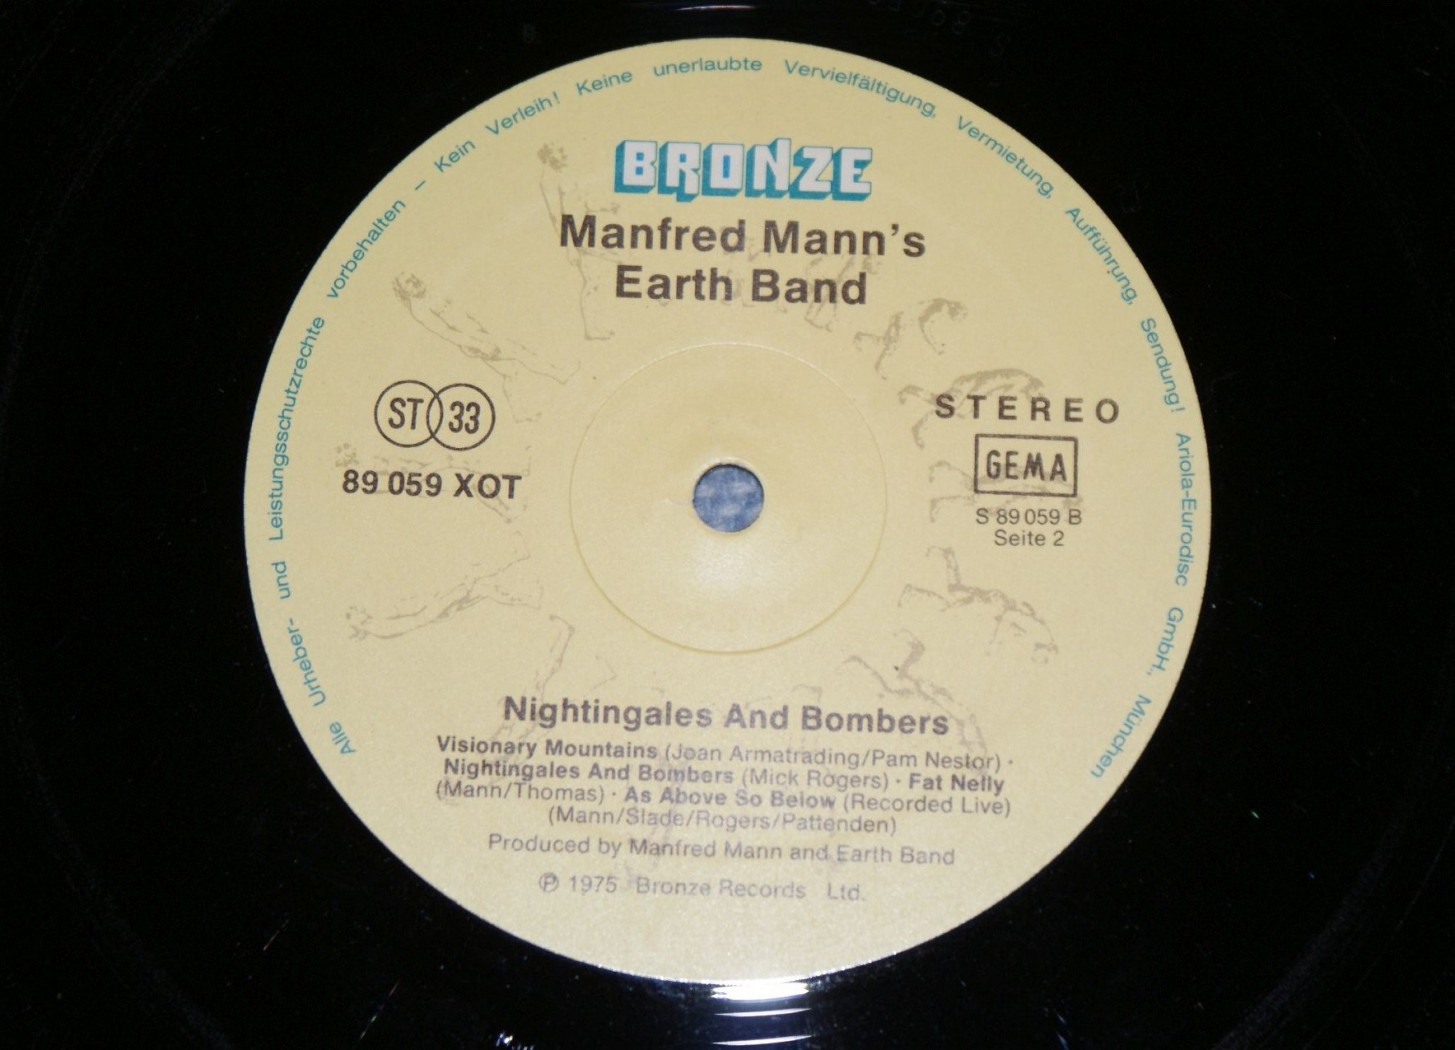 Alle Urheber- und Leistungsschutzrechte vorbehalten – Kein Verleih! Keine unerlaubte Vervielfältigung, Vermietung, Aufführung, Sendung! Ariola-Eurodisc GmbH., München
BRONZE
Manfred Mann's
Earth Band
ST 33
89 059 XOT
STEREO
GEMA
S 89 059 B
Seite 2
Nightingales And Bombers
Visionary Mountains (Joan Armatrading/Pam Nestor) ·
Nightingales And Bombers (Mick Rogers) · Fat Nelly
(Mann/Thomas) · As Above So Below (Recorded Live)
(Mann/Slade/Rogers/Pattenden)
Produced by Manfred Mann and Earth Band
℗ 1975 Bronze Records Ltd.